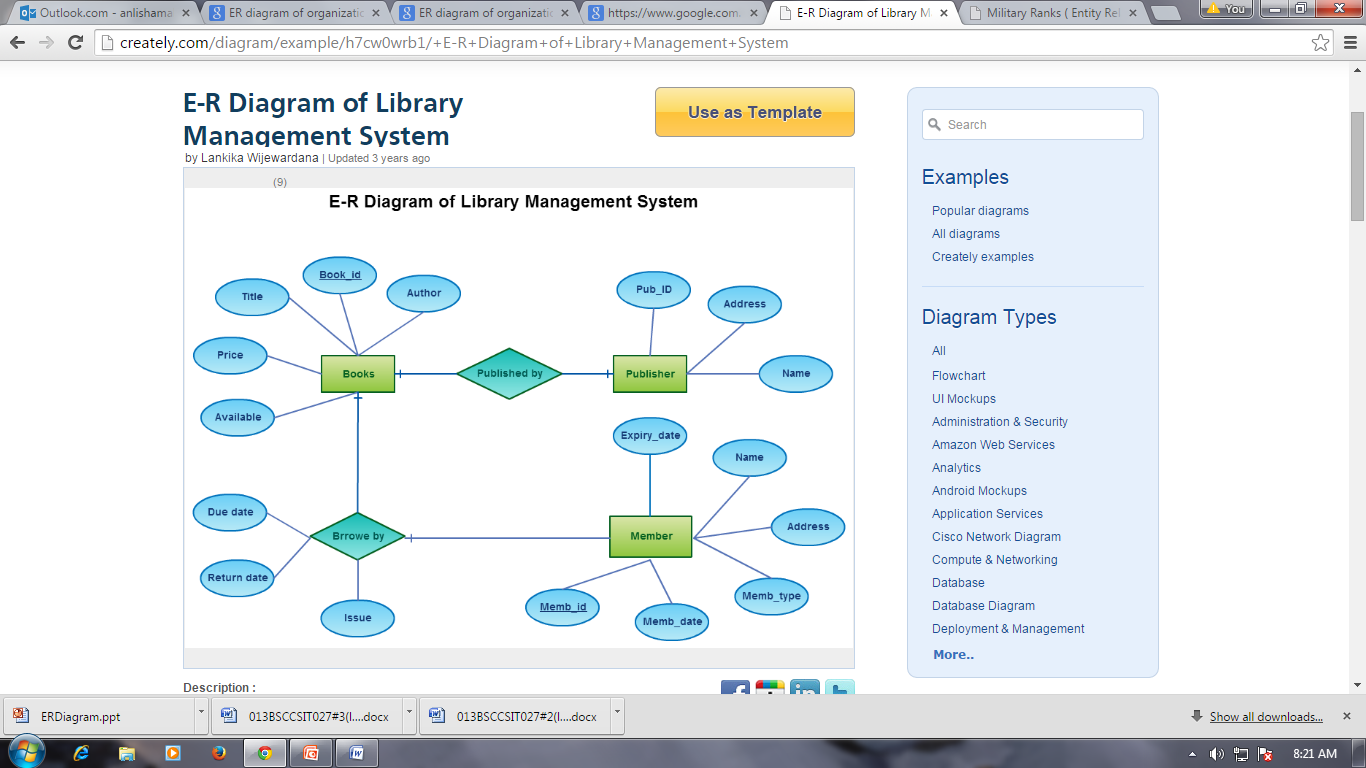 Outlook.com - anlishama
ER diagram of organizatio
ER diagram of organizatio
https://www.google.com
E-R Diagram of Library M
Military Ranks ( Entity Rel
You
creately.com/diagram/example/h7cw0wrb1/+E-R+Diagram+of+Library+Management+System
E-R Diagram of Library
Management System
by Lankika Wijewardana | Updated 3 years ago
Use as Template
(9)
E-R Diagram of Library Management System
Book_id
Title
Author
Pub_ID
Address
Price
Books
Published by
Publisher
Name
Available
Expiry_date
Name
Due date
Brrowe by
Member
Address
Return date
Issue
Memb_id
Memb_date
Memb_type
Description :
Search
Examples
Popular diagrams
All diagrams
Creately examples
Diagram Types
All
Flowchart
UI Mockups
Administration & Security
Amazon Web Services
Analytics
Android Mockups
Application Services
Cisco Network Diagram
Compute & Networking
Database
Database Diagram
Deployment & Management
More..
ERDiagram.ppt
013BSCCSIT027#3(l....docx
013BSCCSIT027#2(l....docx
Show all downloads...
8:21 AM